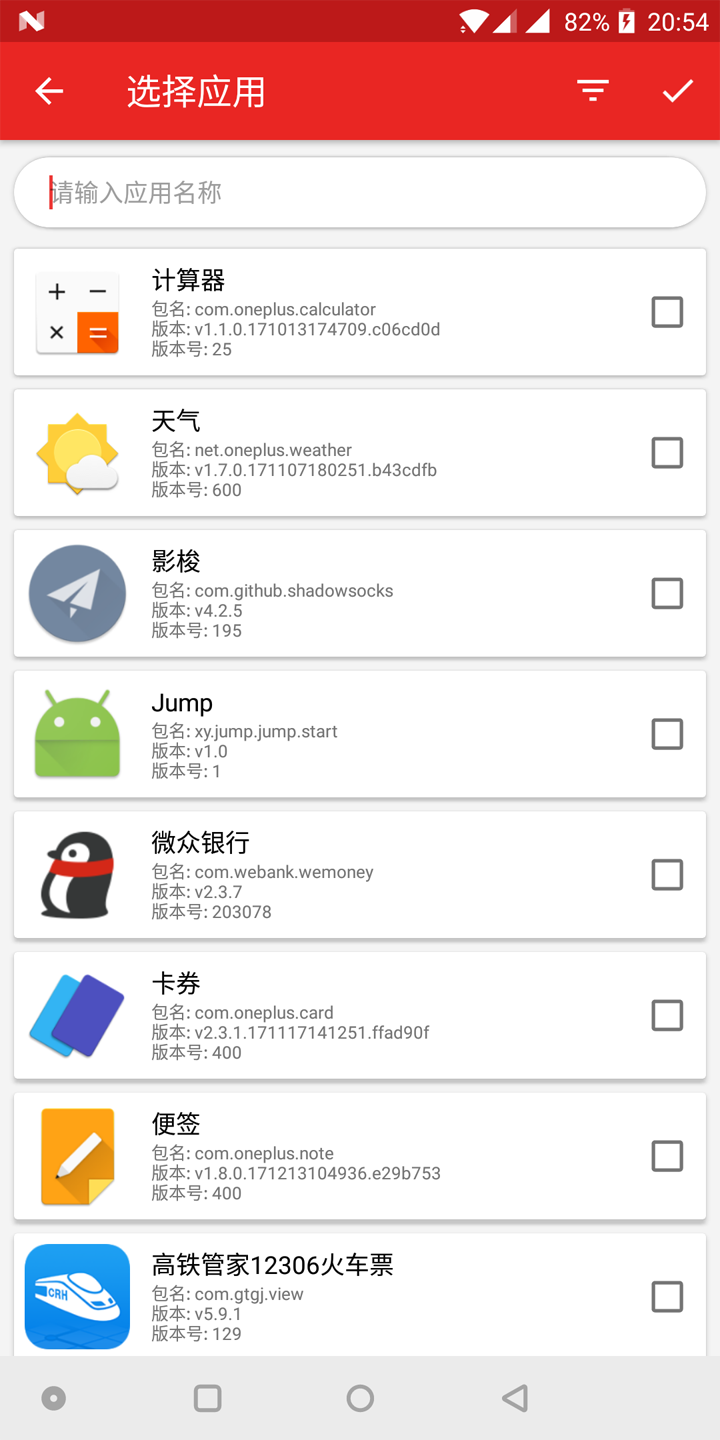 82% 20:54
选择应用
请输入应用名称
计算器
包名: com.oneplus.calculator
版本: v1.1.0.171013174709.c06cd0d
版本号: 25
天气
包名: net.oneplus.weather
版本: v1.7.0.171107180251.b43cdfb
版本号: 600
影梭
包名: com.github.shadowsocks
版本: v4.2.5
版本号: 195
Jump
包名: xy.jump.jump.start
版本: v1.0
版本号: 1
微众银行
包名: com.webank.wemoney
版本: v2.3.7
版本号: 203078
卡券
包名: com.oneplus.card
版本: v2.3.1.171117141251.ffad90f
版本号: 400
便签
包名: com.oneplus.note
版本: v1.8.0.171213104936.e29b753
版本号: 400
CRH
高铁管家12306火车票
包名: com.gtgj.view
版本: v5.9.1
版本号: 129